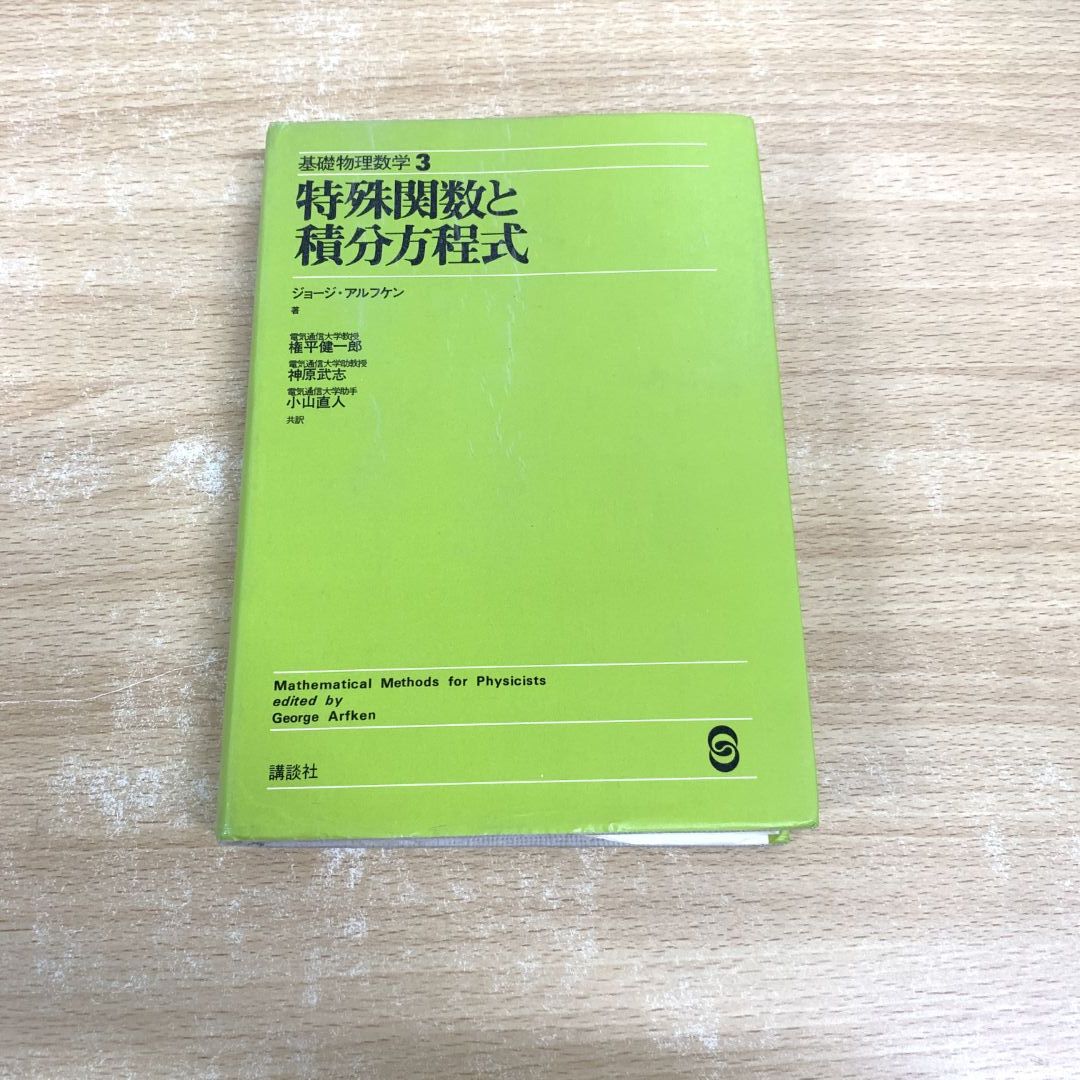 基礎物理数学3
特殊関数と
積分方程式
ジョージ・アルフケン
著
電気通信大学教授
権平健一郎
電気通信大学助教授
神原武志
電気通信大学助手
小山直人
共訳
Mathematical Methods for Physicists
edited by
George Arfken
講談社